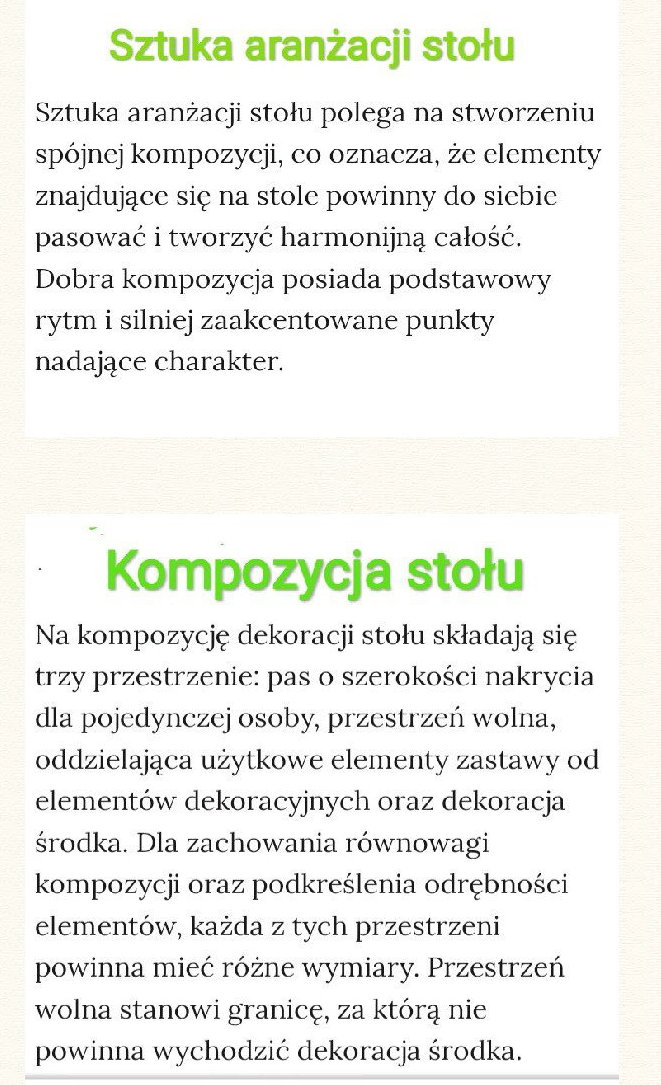 Sztuka aranżacji stołu
Sztuka aranżacji stołu polega na stworzeniu
spójnej kompozycji, co oznacza, że elementy
znajdujące się na stole powinny do siebie
pasować i tworzyć harmonijną całość.
Dobra kompozycja posiada podstawowy
rytm i silniej zaakcentowane punkty
nadające charakter.
Kompozycja stołu
Na kompozycję dekoracji stołu składają się
trzy przestrzenie: pas o szerokości nakrycia
dla pojedynczej osoby, przestrzeń wolna,
oddzielająca użytkowe elementy zastawy od
elementów dekoracyjnych oraz dekoracja
środka. Dla zachowania równowagi
kompozycji oraz podkreślenia odrębności
elementów, każda z tych przestrzeni
powinna mieć różne wymiary. Przestrzeń
wolna stanowi granicę, za którą nie
powinna wychodzić dekoracja środka.